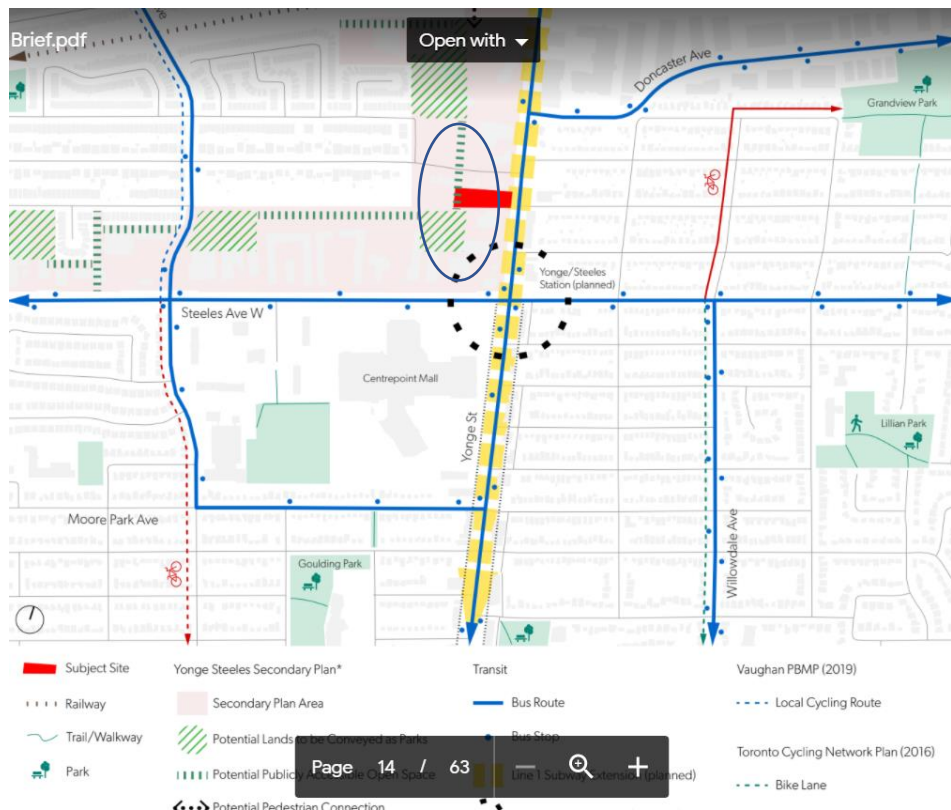 Brief.pdf
Ave
Open with
Doncaster Ave
Grandview Park
Yonge/Steeles
Station (planned)
Steeles Ave W
Centrepoint Mall
Yonge St
Lillian Park
Moore Park Ave
Willowdale Ave
Goulding Park
Subject Site
Yonge Steeles Secondary Plan*
Transit
Vaughan PBMP (2019)
Railway
Secondary Plan Area
Bus Route
Local Cycling Route
Trail/Walkway
Potential Lands to be Conveyed as Parks
Bus Stop
Toronto Cycling Network Plan (2016)
Park
Potential Publicly Accessible Open Space
Page 14 / 63
Line 1 Subway Extension (planned)
Bike Lane
Potential Pedestrian Connection